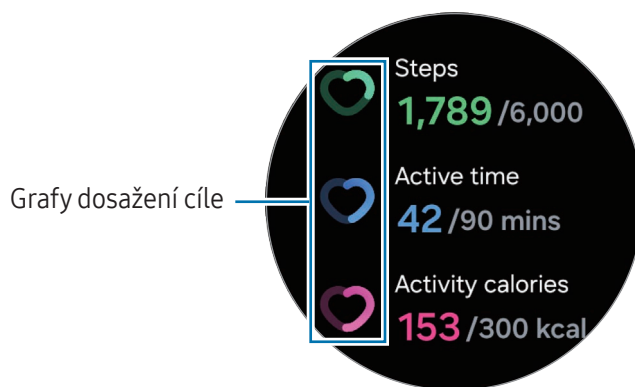 Steps
1,789 /6,000
Grafy dosažení cíle
Active time
42 /90 mins
Activity calories
153 /300 kcal